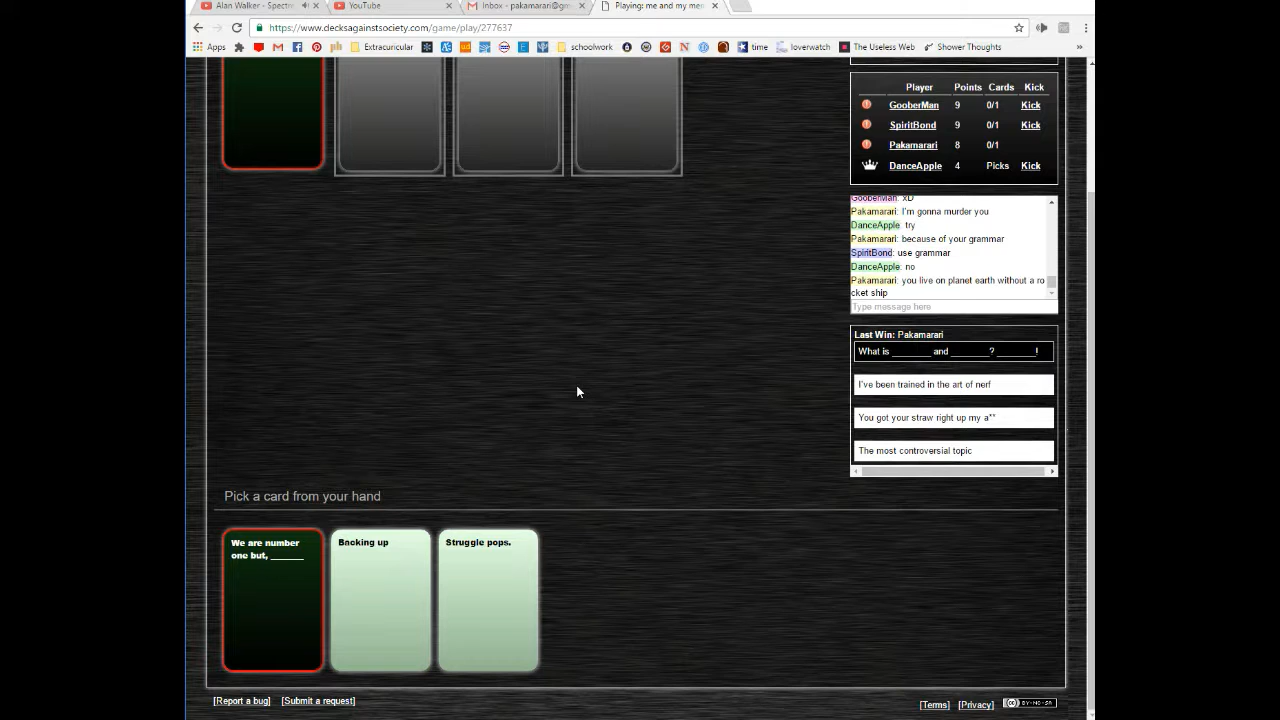 Alan Walker - Spectr
YouTube
Inbox - pakamarari@gm
Playing: me and my me
https://www.decksagainstsociety.com/game/play/277637
Apps
Extracurricular
schoolwork
time
loverwatch
The Useless Web
Shower Thoughts
»
Player Points Cards Kick
GooberMan 9 0/1 Kick
SpiritBond 9 0/1 Kick
Pakamarari 8 0/1
DanceApple 4 Picks Kick
GooberMan: xD
Pakamarari: I'm gonna murder you
DanceApple: try
Pakamarari: because of your grammar
SpiritBond: use grammar
DanceApple: no
Pakamarari: you live on planet earth without a ro
cket ship
Type message here
Last Win: Pakamarari
What is _______ and _______? _______!
I've been trained in the art of nerf
You got your straw right up my a**
The most controversial topic
Pick a card from your hand
We are number
one but, ______
Backing up
Struggle pops.
[Report a bug] [Submit a request]
[Terms] [Privacy]
cc BY-NC-SA